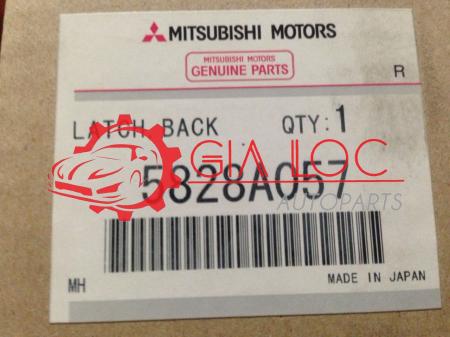 MITSUBISHI MOTORS
MITSUBISHI MOTORS
GENUINE PARTS
R
LATCH, BACK QTY:1
GIA LOC
5828A057
AUTOPARTS
MH
MADE IN JAPAN